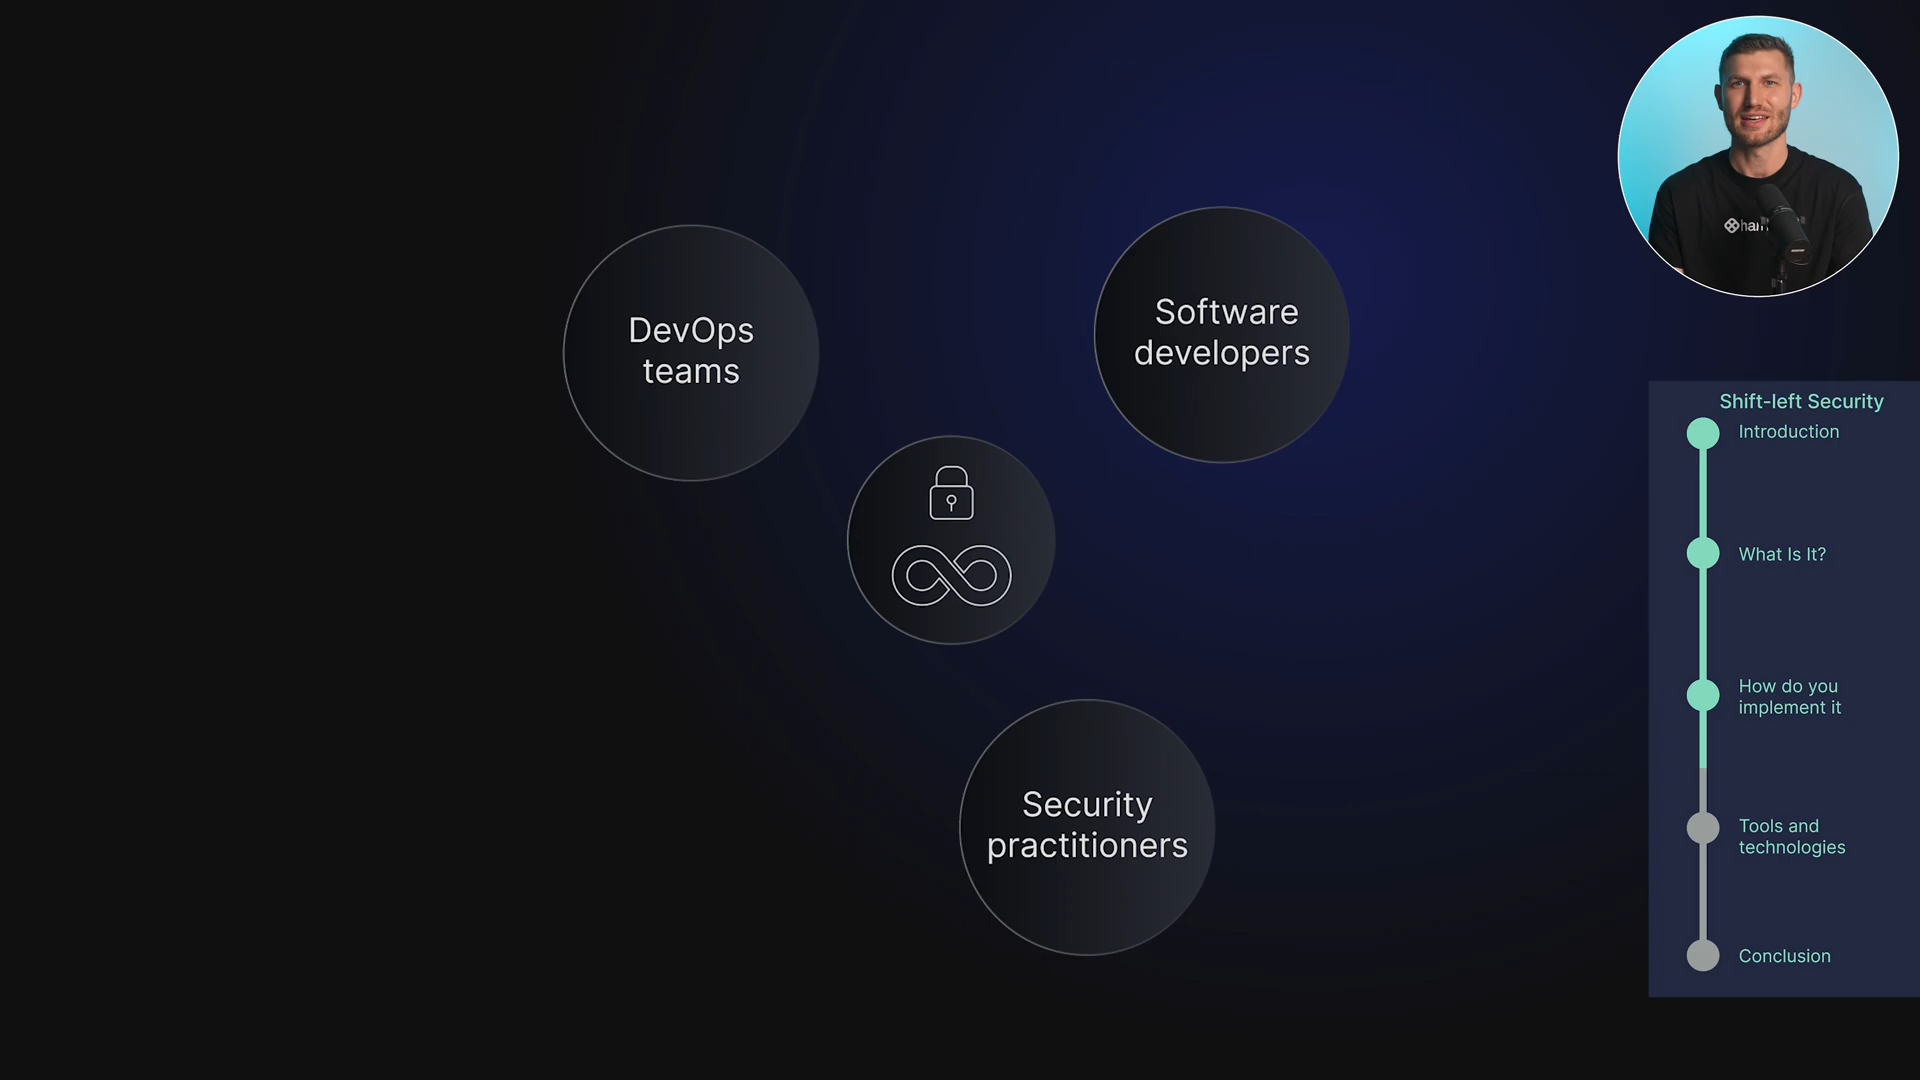 DevOps
teams
Software
developers
Security
practitioners
Shift-left Security
Introduction
What Is It?
How do you
implement it
Tools and
technologies
Conclusion